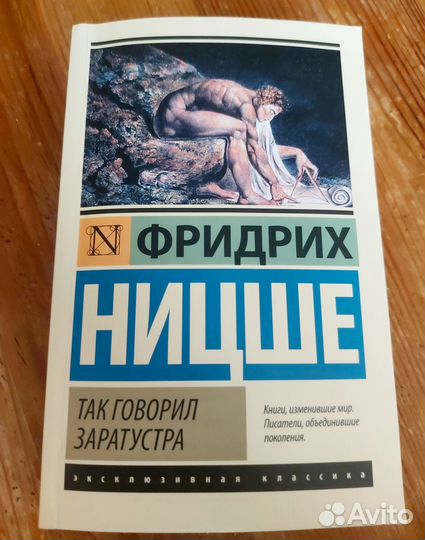 N ФРИДРИХ
НИЦШЕ
ТАК ГОВОРИЛ
ЗАРАТУСТРА
Книги, изменившие мир.
Писатели, объединившие
поколения.
эксклюзивная классика
Avito